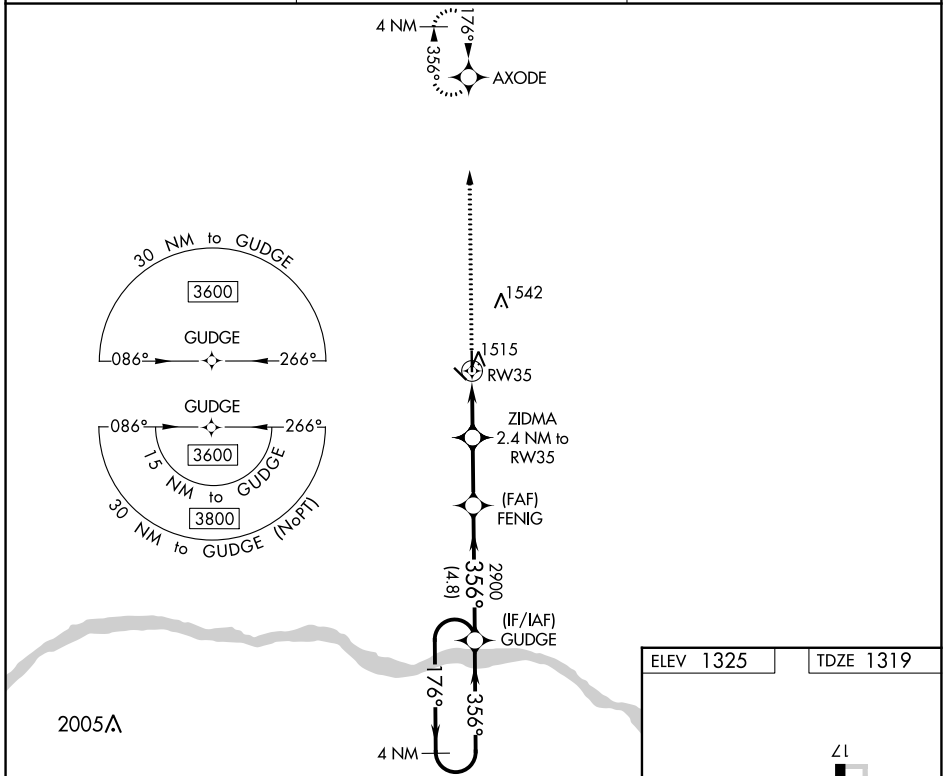 4 NM
176°
356°
AXODE
30 NM to GUDGE
3600
GUDGE
086°
266°
1542
1515
RW35
GUDGE
086°
266°
3600
15 NM to GUDGE
3800
30 NM to GUDGE (NoPT)
ZIDMA
2.4 NM to
RW35
(FAF)
FENIG
2900
356°
(4.8)
(IF/IAF)
GUDGE
176°
356°
4 NM
2005
ELEV 1325
TDZE 1319
17